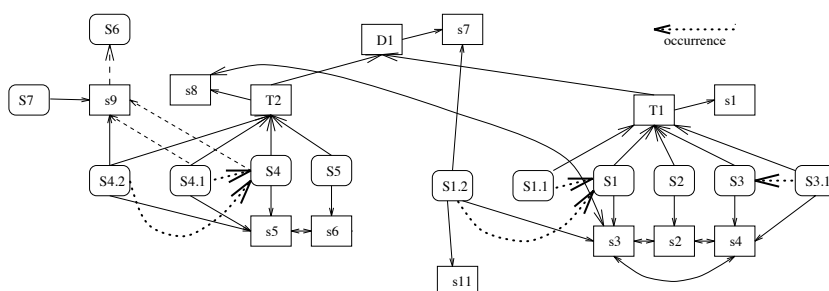 S6
D1
s7
occurrence
s8
S7
s9
T2
T1
s1
S4.2
S4.1
S4
S5
S1.2
S1.1
S1
S2
S3
S3.1
s5
s6
s3
s2
s4
s11